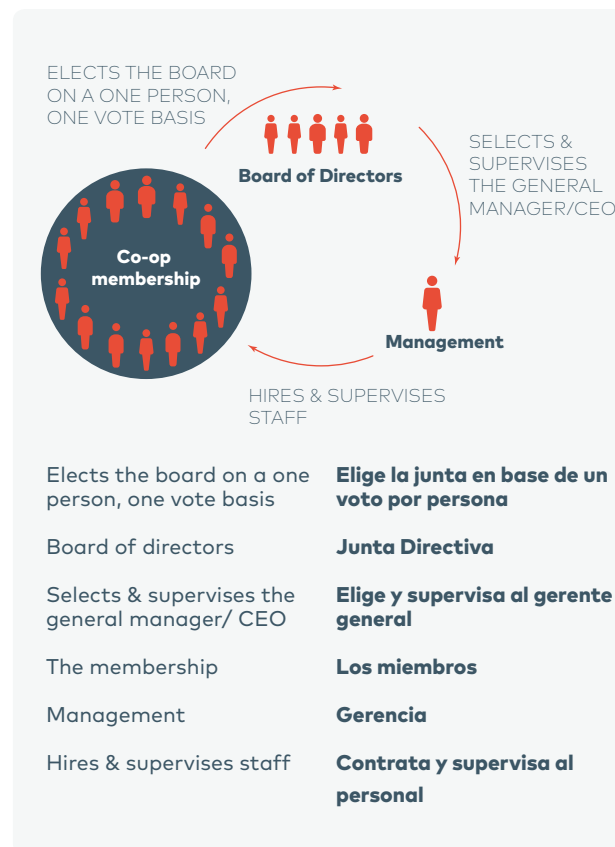 ELECTS THE BOARD
ON A ONE PERSON,
ONE VOTE BASIS
Board of Directors
SELECTS &
SUPERVISES
THE GENERAL
MANAGER/CEO
Co-op
membership
Management
HIRES & SUPERVISES
STAFF
Elects the board on a one
person, one vote basis
Elige la junta en base de un
voto por persona
Board of directors
Junta Directiva
Selects & supervises the
general manager/ CEO
Elige y supervisa al gerente
general
The membership
Los miembros
Management
Gerencia
Hires & supervises staff
Contrata y supervisa al
personal